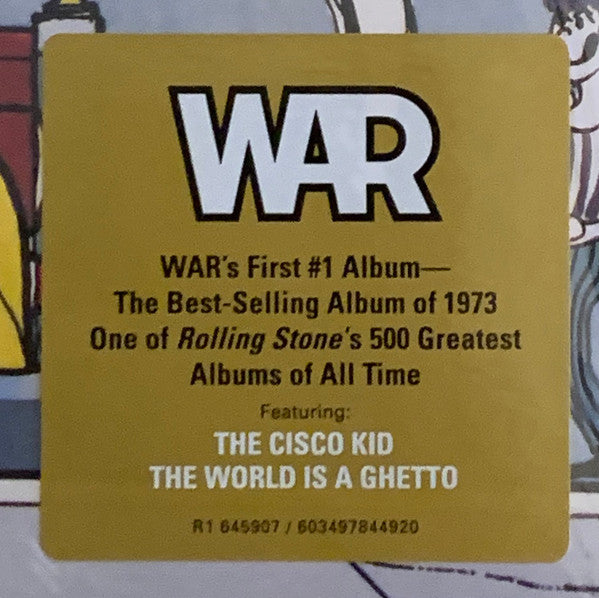 WAR
WAR's First #1 Album—
The Best-Selling Album of 1973
One of Rolling Stone's 500 Greatest
Albums of All Time
Featuring:
THE CISCO KID
THE WORLD IS A GHETTO
R1 645907 / 603497844920